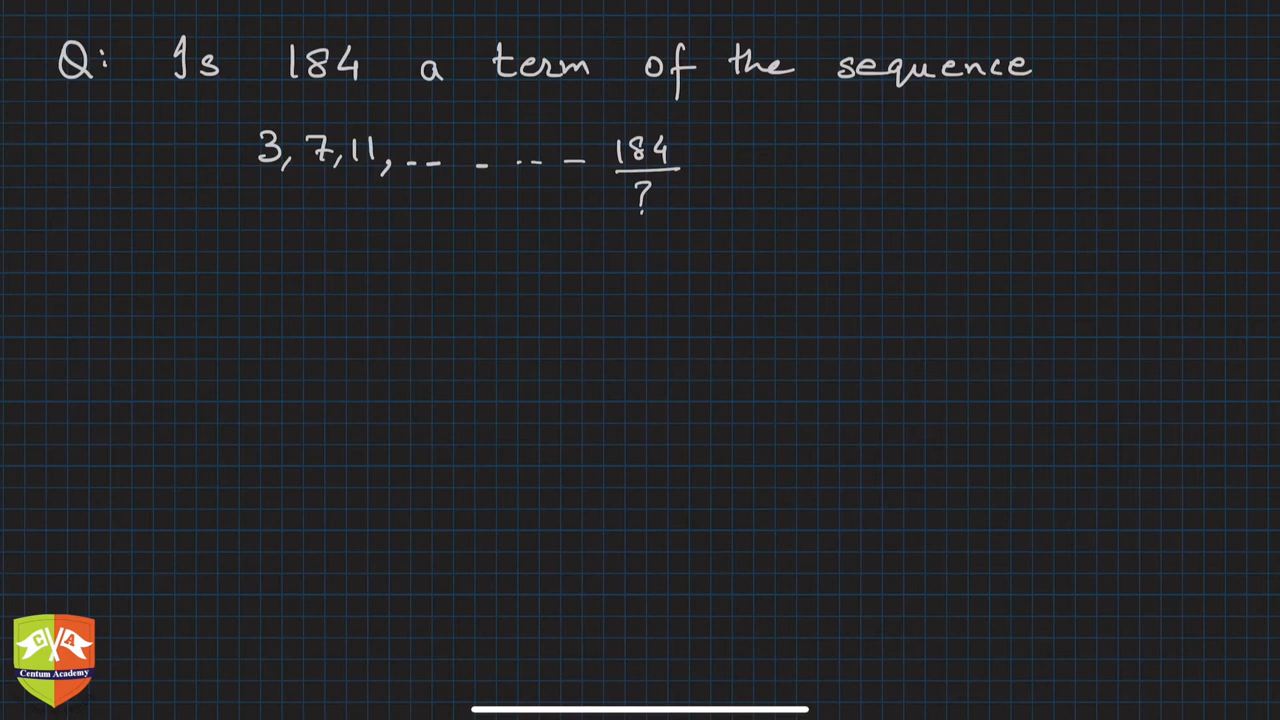 Q: Is 184 a term of the sequence
3, 7, 11, -- - -- - 184
?
C A
Centum Academy